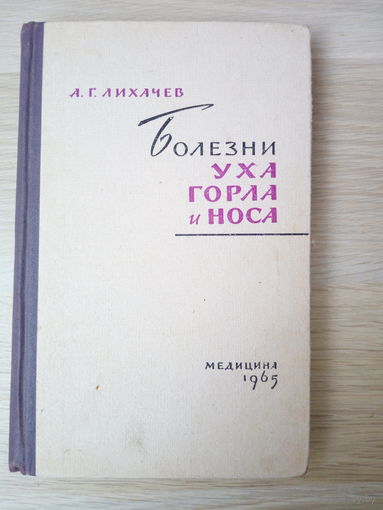 А. Г. ЛИХАЧЕВ
Болезни
УХА
ГОРЛА
и НОСА
МЕДИЦИНА
1965